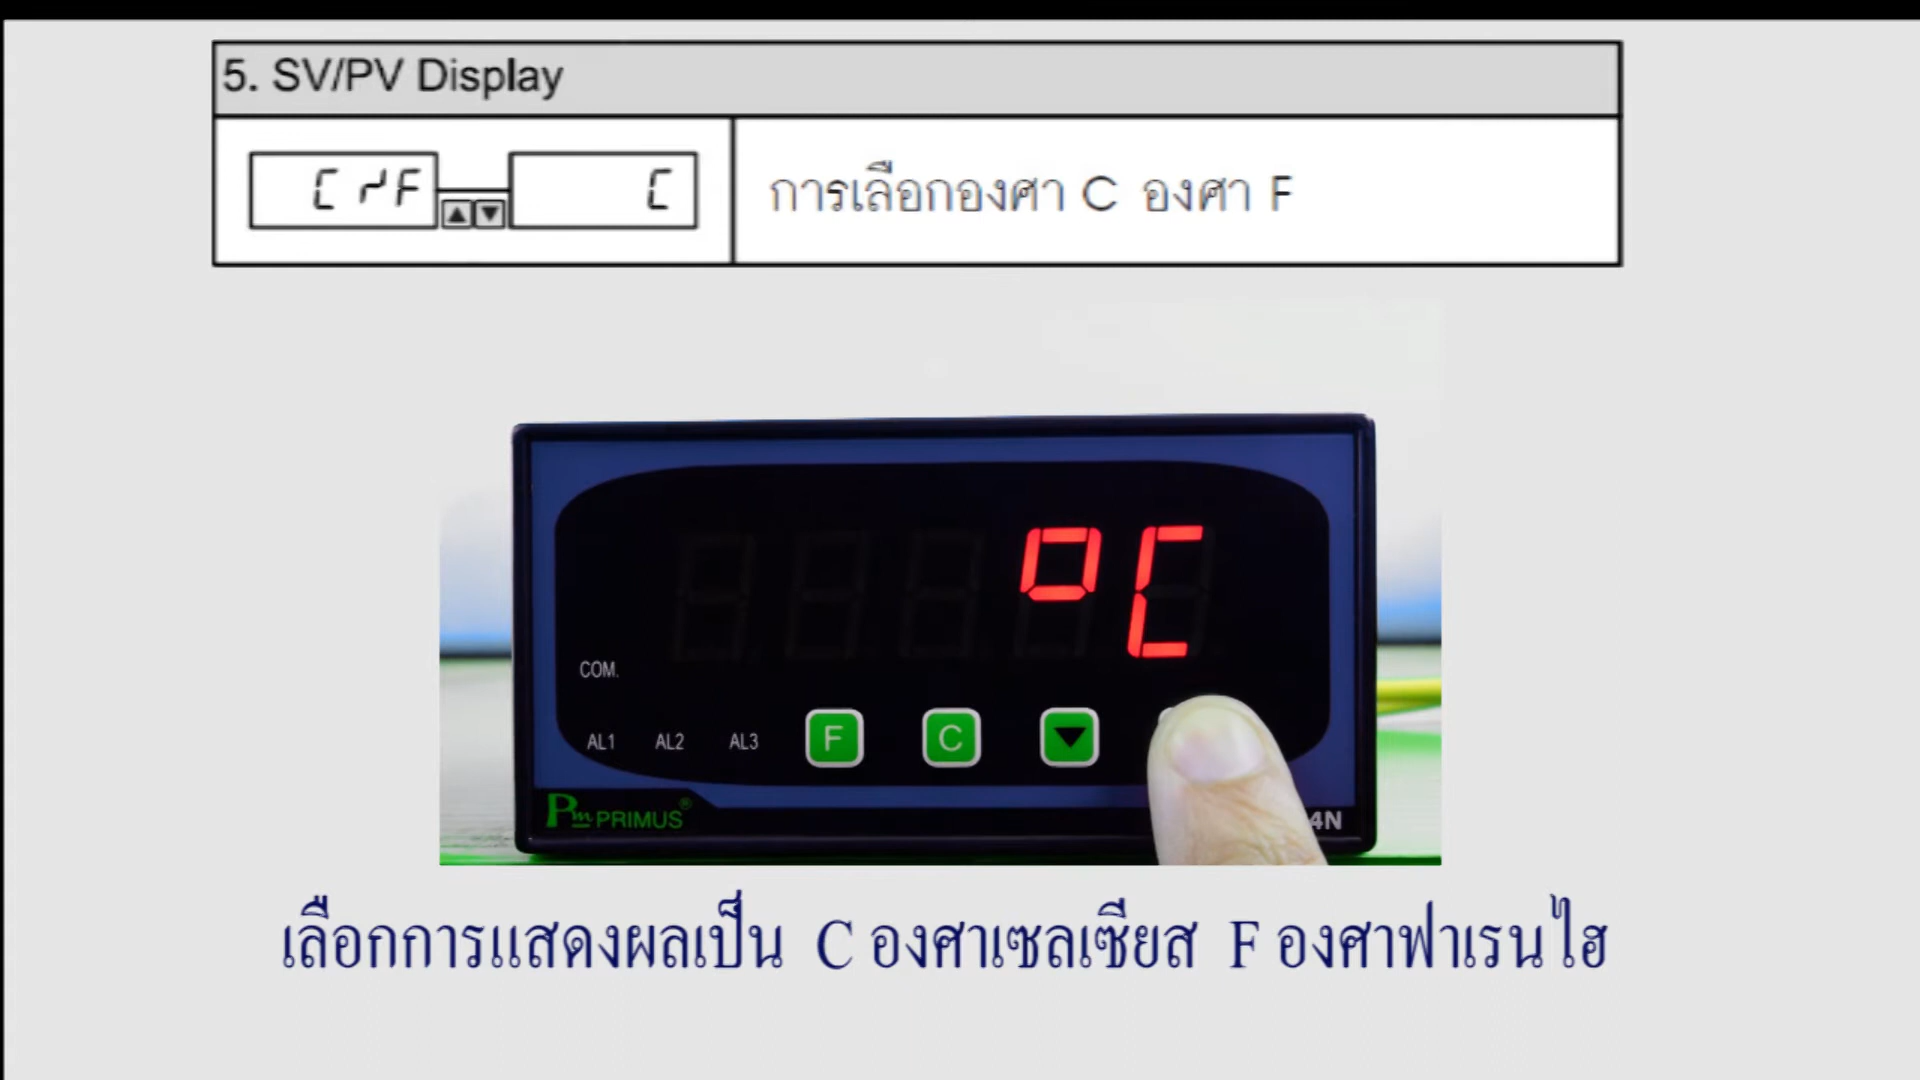 5. SV/PV Display
C/F
C
การเลือกองศา C องศา F
°C
COM.
AL1 AL2 AL3 F C
Pm PRIMUS®
4N
เลือกการแสดงผลเป็น C องศาเซลเซียส F องศาฟาเรนไฮ